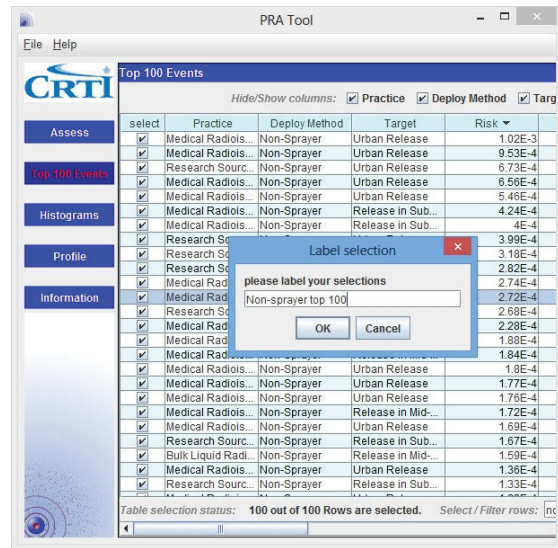 PRA Tool
File Help
CRTI
Top 100 Events
Hide/Show columns: Practice Deploy Method Targ
Assess
Top 100 Events
Histograms
Profile
Information
select Practice Deploy Method Target Risk
Medical Radiois... Non-Sprayer Urban Release 1.02E-3
Medical Radiois... Non-Sprayer Urban Release 9.53E-4
Research Sourc... Non-Sprayer Urban Release 6.73E-4
Medical Radiois... Non-Sprayer Urban Release 6.56E-4
Medical Radiois... Non-Sprayer Urban Release 5.46E-4
Medical Radiois... Non-Sprayer Release in Sub... 4.24E-4
Medical Radiois... Non-Sprayer Release in Sub... 4E-4
Research So 3.99E-4
Research So 3.18E-4
Research So 2.82E-4
Medical Rad 2.74E-4
Medical Rad 2.72E-4
Research So 2.68E-4
Medical Rad 2.28E-4
Medical Rad 1.88E-4
Medical Radiois... 1.84E-4
Label selection
please label your selections
Non-sprayer top 100
OK Cancel
Medical Radiois... Non-Sprayer Urban Release 1.8E-4
Medical Radiois... Non-Sprayer Urban Release 1.77E-4
Medical Radiois... Non-Sprayer Urban Release 1.76E-4
Medical Radiois... Non-Sprayer Release in Mid-... 1.72E-4
Medical Radiois... Non-Sprayer Urban Release 1.69E-4
Research Sourc... Non-Sprayer Release in Sub... 1.67E-4
Bulk Liquid Radi... Non-Sprayer Release in Mid-... 1.59E-4
Medical Radiois... Non-Sprayer Urban Release 1.36E-4
Research Sourc... Non-Sprayer Release in Sub... 1.33E-4
Table selection status: 100 out of 100 Rows are selected. Select / Filter rows: no